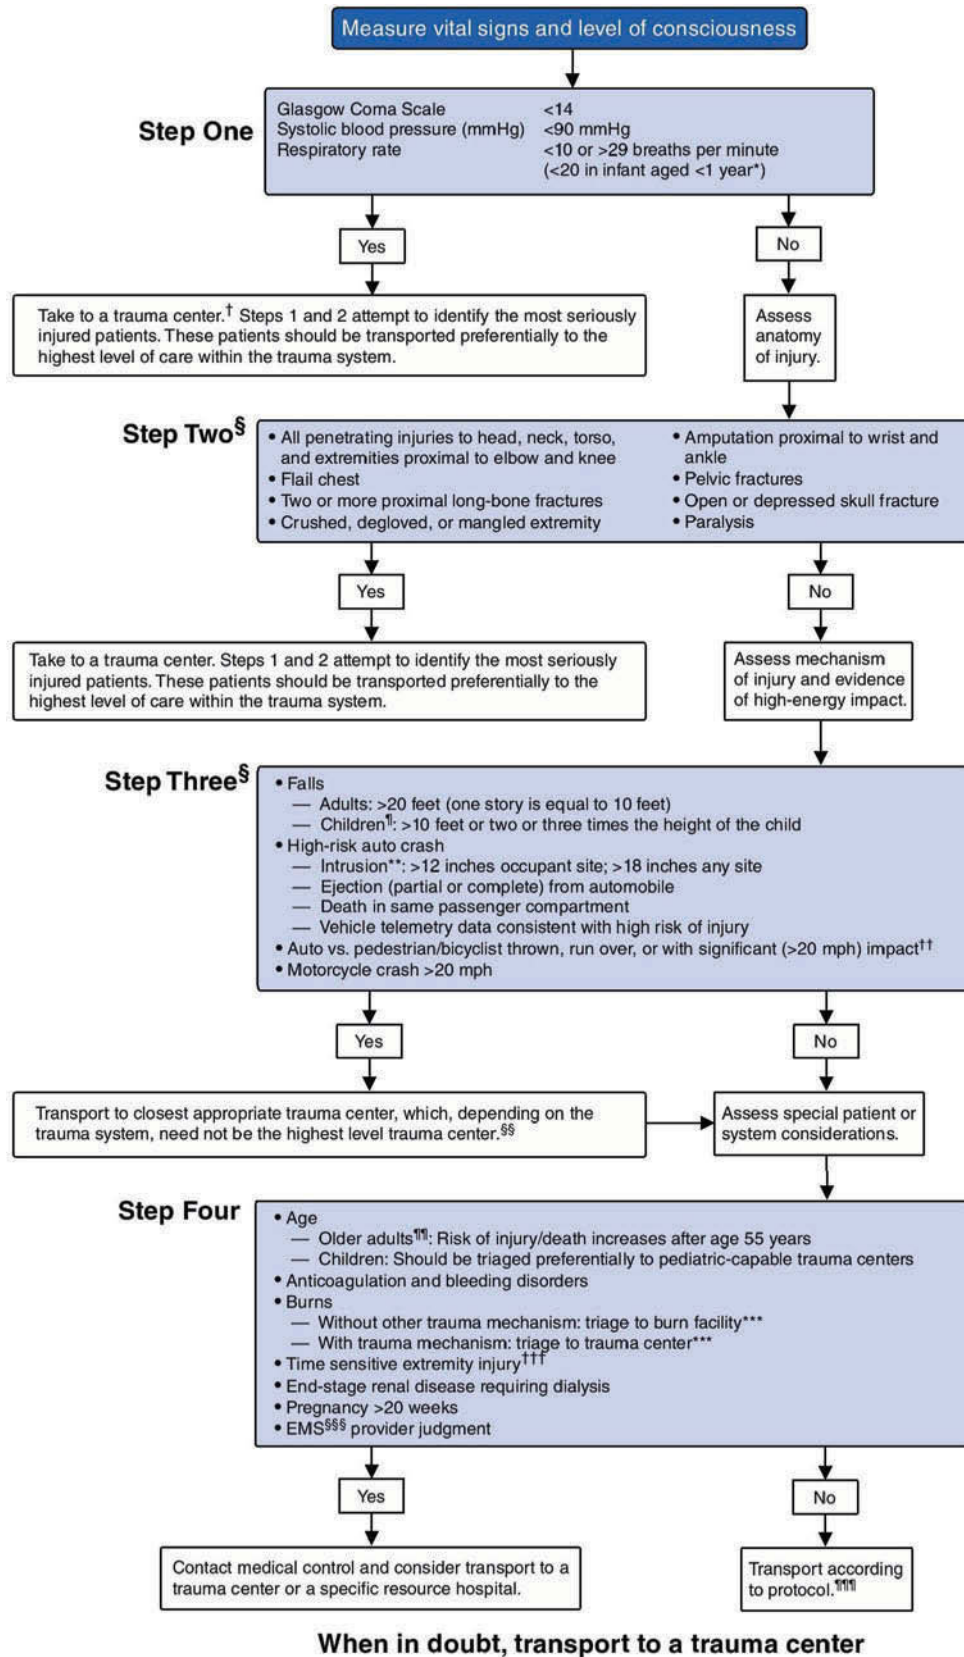 Measure vital signs and level of consciousness
Step One
Glasgow Coma Scale <14
Systolic blood pressure (mmHg) <90 mmHg
Respiratory rate <10 or >29 breaths per minute
(<20 in infant aged <1 year*)
Yes
No
Take to a trauma center.† Steps 1 and 2 attempt to identify the most seriously
injured patients. These patients should be transported preferentially to the
highest level of care within the trauma system.
Assess
anatomy
of injury.
Step Two§
• All penetrating injuries to head, neck, torso,
and extremities proximal to elbow and knee
• Flail chest
• Two or more proximal long-bone fractures
• Crushed, degloved, or mangled extremity
• Amputation proximal to wrist and
ankle
• Pelvic fractures
• Open or depressed skull fracture
• Paralysis
Yes
No
Take to a trauma center. Steps 1 and 2 attempt to identify the most seriously
injured patients. These patients should be transported preferentially to the
highest level of care within the trauma system.
Assess mechanism
of injury and evidence
of high-energy impact.
Step Three§
• Falls
— Adults: >20 feet (one story is equal to 10 feet)
— Children¶: >10 feet or two or three times the height of the child
• High-risk auto crash
— Intrusion**: >12 inches occupant site; >18 inches any site
— Ejection (partial or complete) from automobile
— Death in same passenger compartment
— Vehicle telemetry data consistent with high risk of injury
• Auto vs. pedestrian/bicyclist thrown, run over, or with significant (>20 mph) impact††
• Motorcycle crash >20 mph
Yes
No
Transport to closest appropriate trauma center, which, depending on the
trauma system, need not be the highest level trauma center.§§
Assess special patient or
system considerations.
Step Four
• Age
— Older adults¶¶: Risk of injury/death increases after age 55 years
— Children: Should be triaged preferentially to pediatric-capable trauma centers
• Anticoagulation and bleeding disorders
• Burns
— Without other trauma mechanism: triage to burn facility***
— With trauma mechanism: triage to trauma center***
• Time sensitive extremity injury†††
• End-stage renal disease requiring dialysis
• Pregnancy >20 weeks
• EMS§§§ provider judgment
Yes
No
Contact medical control and consider transport to a
trauma center or a specific resource hospital.
Transport according
to protocol.¶¶¶
When in doubt, transport to a trauma center